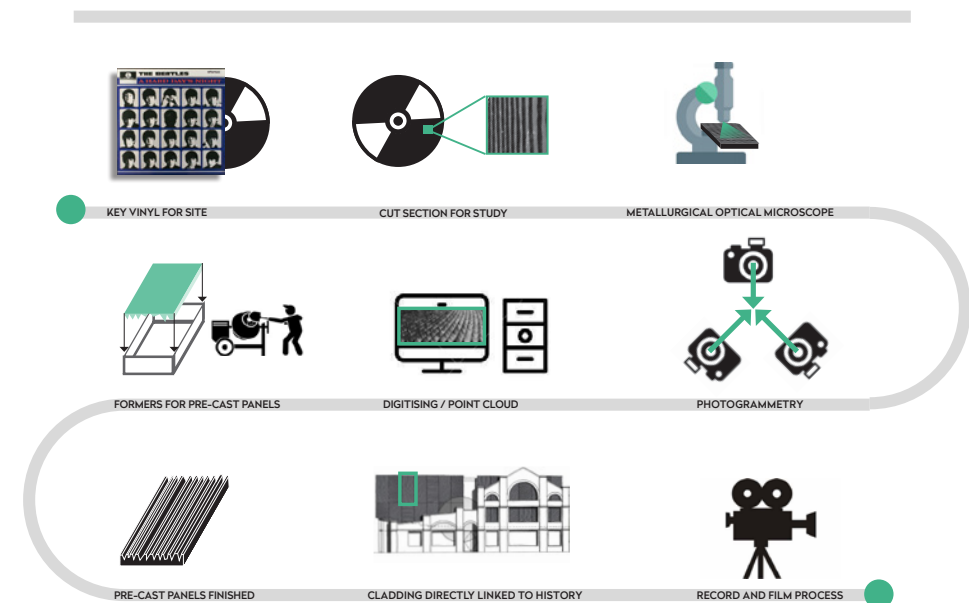 THE BEATLES
A HARD DAY'S NIGHT
KEY VINYL FOR SITE
CUT SECTION FOR STUDY
METALLURGICAL OPTICAL MICROSCOPE
FORMERS FOR PRE-CAST PANELS
DIGITISING / POINT CLOUD
PHOTOGRAMMETRY
PRE-CAST PANELS FINISHED
CLADDING DIRECTLY LINKED TO HISTORY
RECORD AND FILM PROCESS